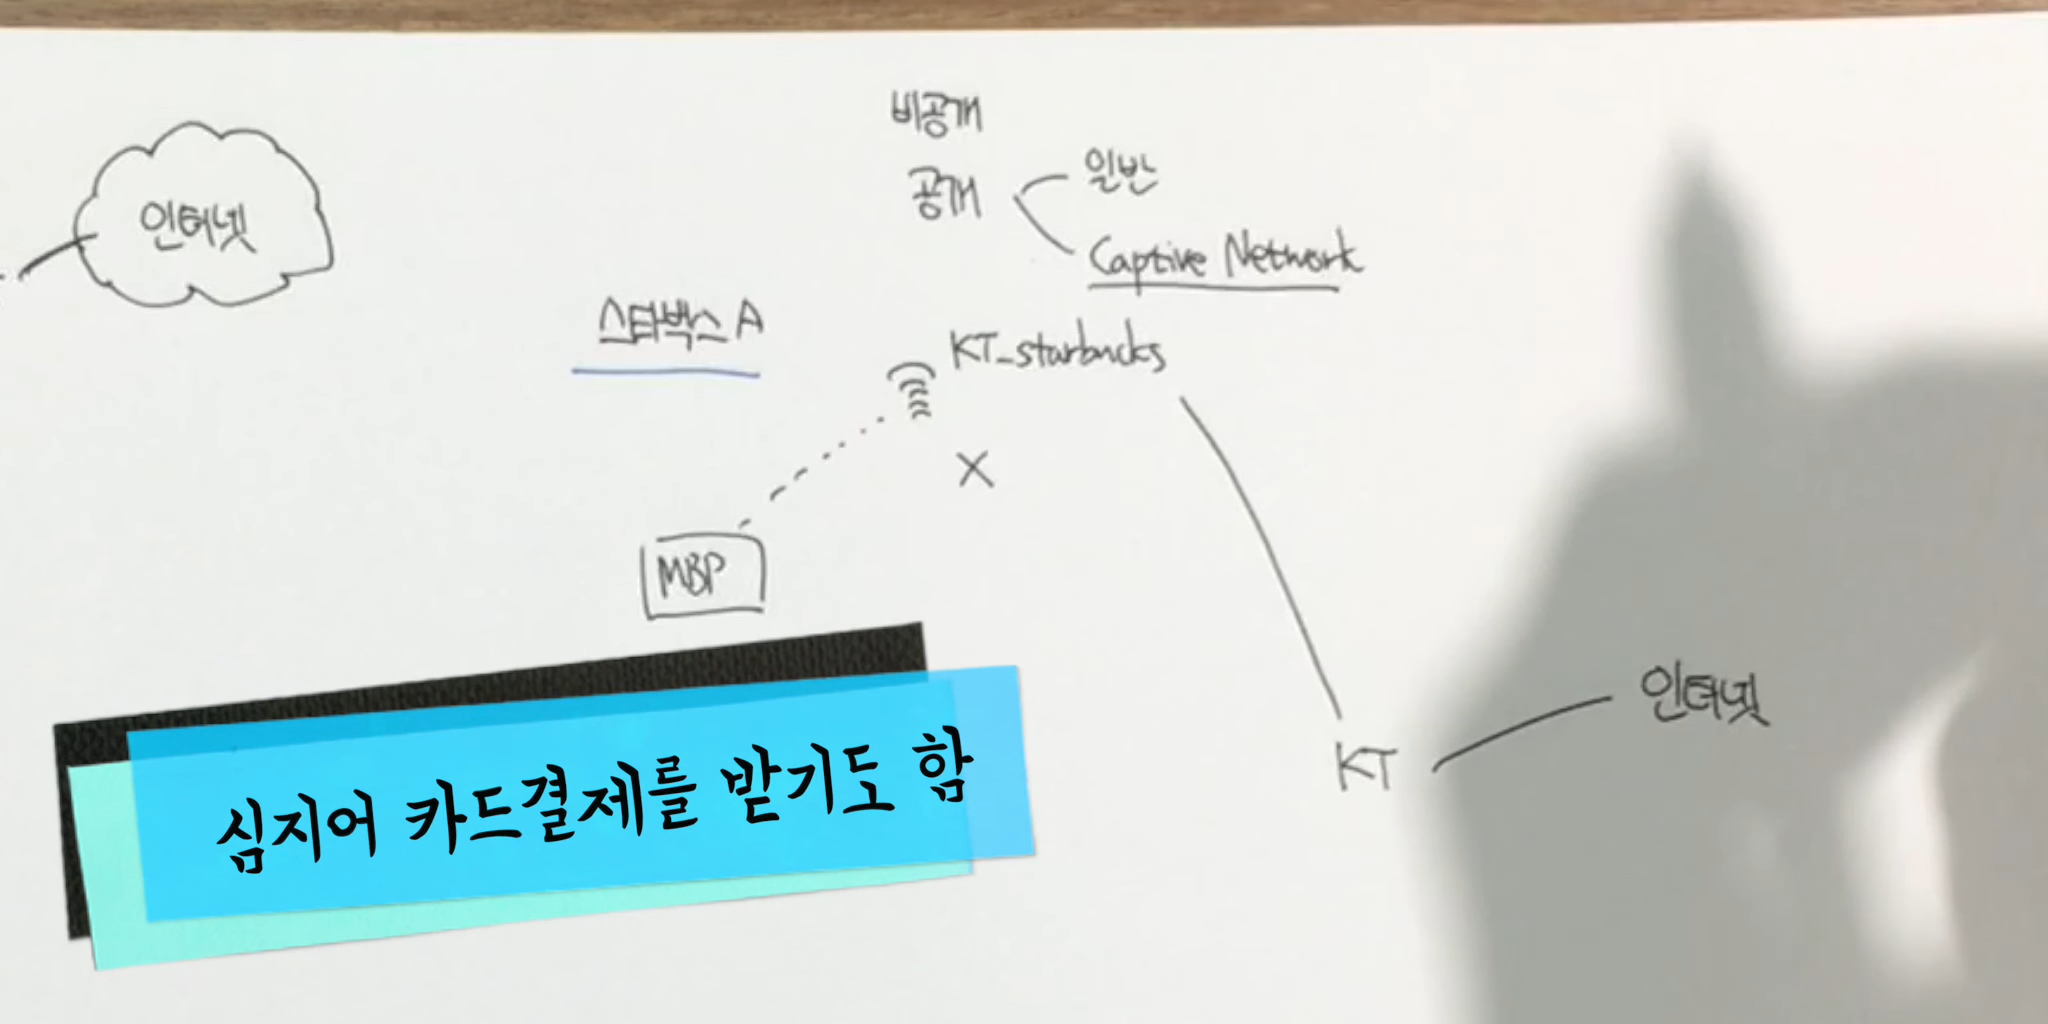 비공개
공개
일반
Captive Network
인터넷
스타벅스 A
KT_starbucks
X
MBP
KT
인터넷
심지어 카드결제를 받기도 함